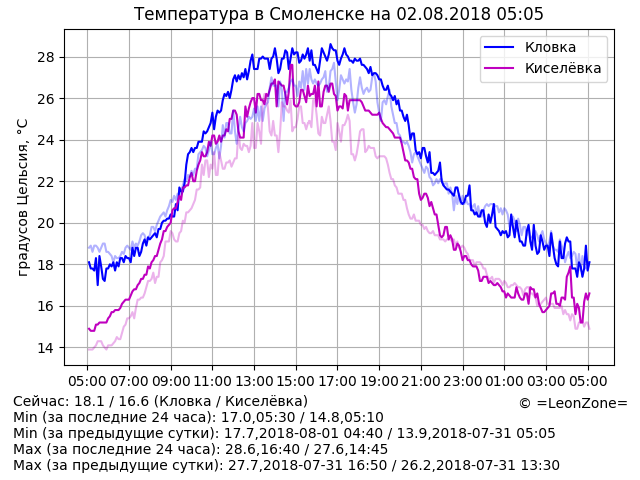 Температура в Смоленске на 02.08.2018 05:05
Кловка
Киселёвка
градусов Цельсия, °C
28
26
24
22
20
18
16
14
05:00 07:00 09:00 11:00 13:00 15:00 17:00 19:00 21:00 23:00 01:00 03:00 05:00
Сейчас: 18.1 / 16.6 (Кловка / Киселёвка)
© =LeonZone=
Min (за последние 24 часа): 17.0,05:30 / 14.8,05:10
Min (за предыдущие сутки): 17.7,2018-08-01 04:40 / 13.9,2018-07-31 05:05
Max (за последние 24 часа): 28.6,16:40 / 27.6,14:45
Max (за предыдущие сутки): 27.7,2018-07-31 16:50 / 26.2,2018-07-31 13:30